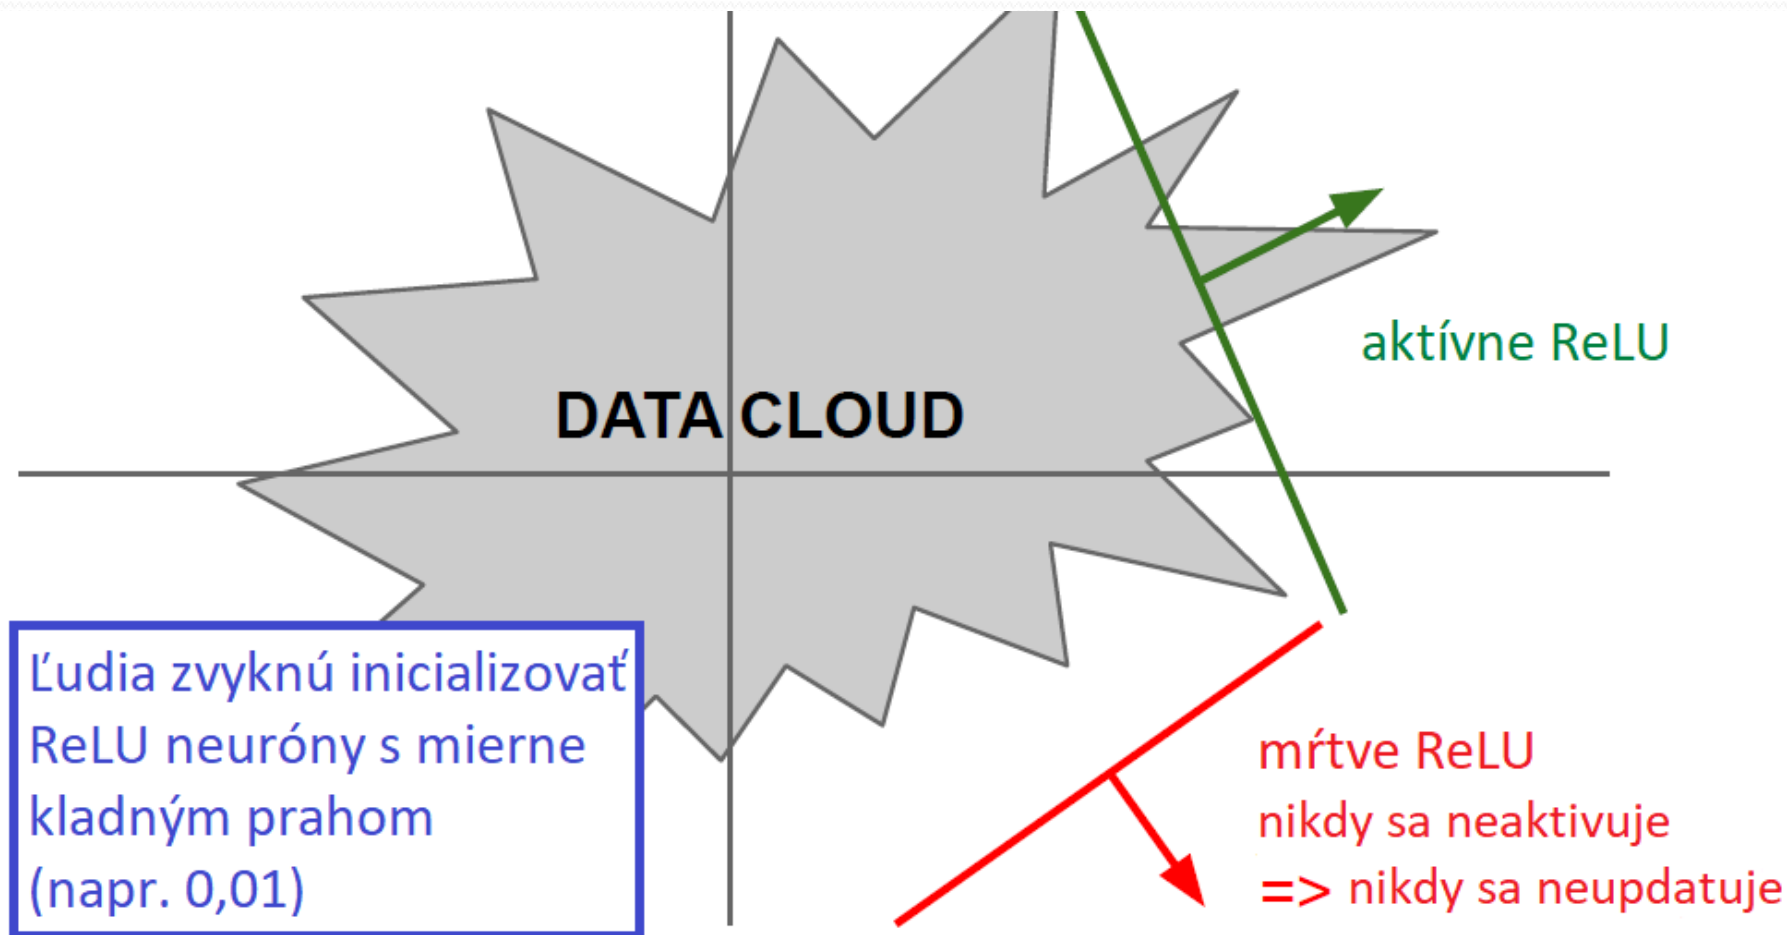 aktívne ReLU
DATA CLOUD
Ľudia zvyknú inicializovať
ReLU neuróny s mierne
kladným prahom
(napr. 0,01)
mŕtve ReLU
nikdy sa neaktivuje
=> nikdy sa neupdatuje